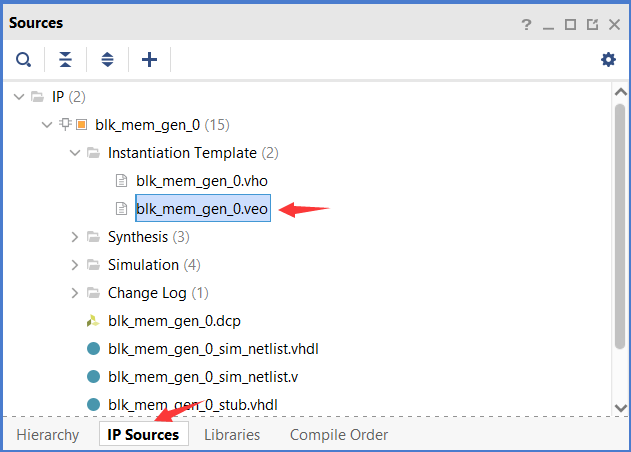 Sources
IP (2)
blk_mem_gen_0 (15)
Instantiation Template (2)
blk_mem_gen_0.vho
blk_mem_gen_0.veo
Synthesis (3)
Simulation (4)
Change Log (1)
blk_mem_gen_0.dcp
blk_mem_gen_0_sim_netlist.vhdl
blk_mem_gen_0_sim_netlist.v
blk_mem_gen_0_stub.vhdl
Hierarchy IP Sources Libraries Compile Order